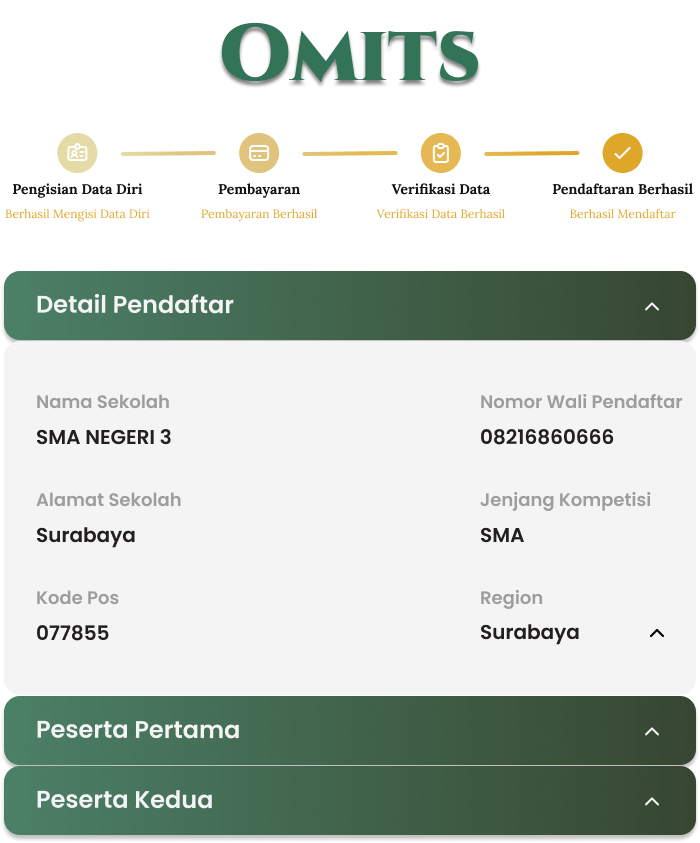 OMITS
Pengisian Data Diri
Berhasil Mengisi Data Diri
Pembayaran
Pembayaran Berhasil
Verifikasi Data
Verifikasi Data Berhasil
Pendaftaran Berhasil
Berhasil Mendaftar
Detail Pendaftar
Nama Sekolah
SMA NEGERI 3
Nomor Wali Pendaftar
08216860666
Alamat Sekolah
Surabaya
Jenjang Kompetisi
SMA
Kode Pos
077855
Region
Surabaya
Peserta Pertama
Peserta Kedua